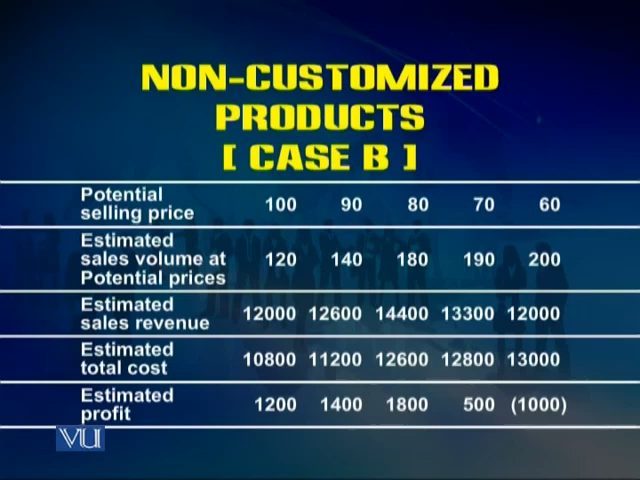 NON-CUSTOMIZED
PRODUCTS
[ CASE B ]
Potential
selling price 100 90 80 70 60
Estimated
sales volume at 120 140 180 190 200
Potential prices
Estimated
sales revenue 12000 12600 14400 13300 12000
Estimated
total cost 10800 11200 12600 12800 13000
Estimated
profit 1200 1400 1800 500 (1000)
VU